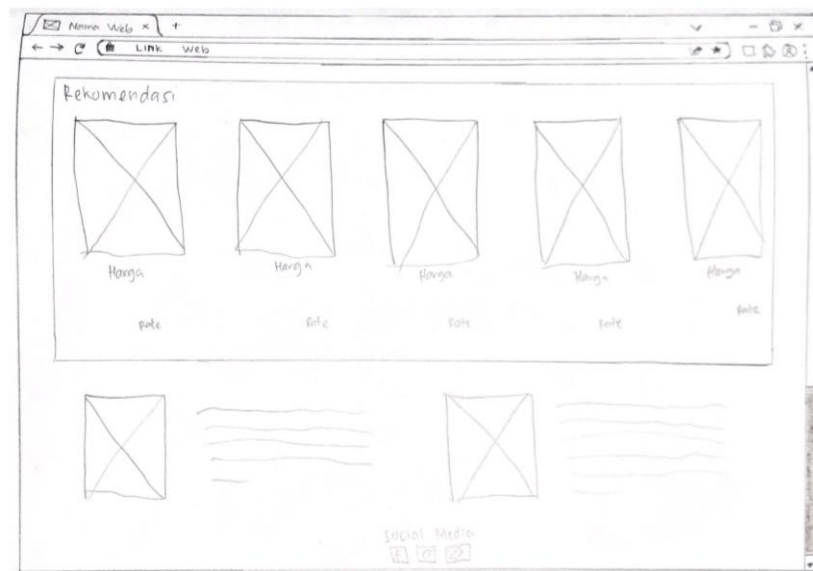 Nama Web × +
Link Web
Rekomendasi
Harga Harga Harga Harga Harga
Rate Rate Rate Rate Rate
Social Media
f